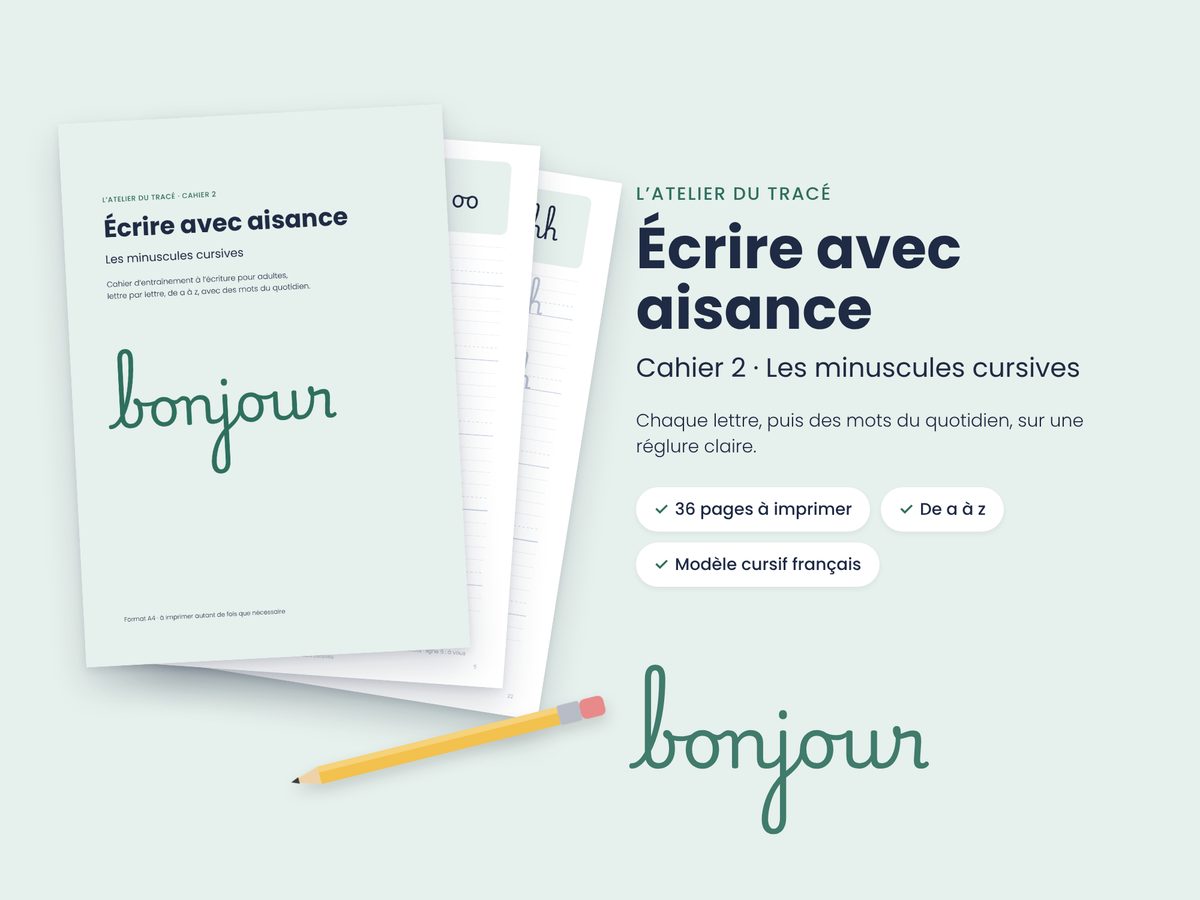 L'ATELIER DU TRACÉ · CAHIER 2
Écrire avec aisance
Les minuscules cursives
Cahier d'entraînement à l'écriture pour adultes,
lettre par lettre, de a à z, avec des mots du quotidien.
bonjour
Format A4 · à imprimer autant de fois que nécessaire
oo
hh
h
5
22
L'ATELIER DU TRACÉ
Écrire avec
aisance
Cahier 2 · Les minuscules cursives
Chaque lettre, puis des mots du quotidien, sur une
réglure claire.
✓ 36 pages à imprimer
✓ De a à z
✓ Modèle cursif français
bonjour